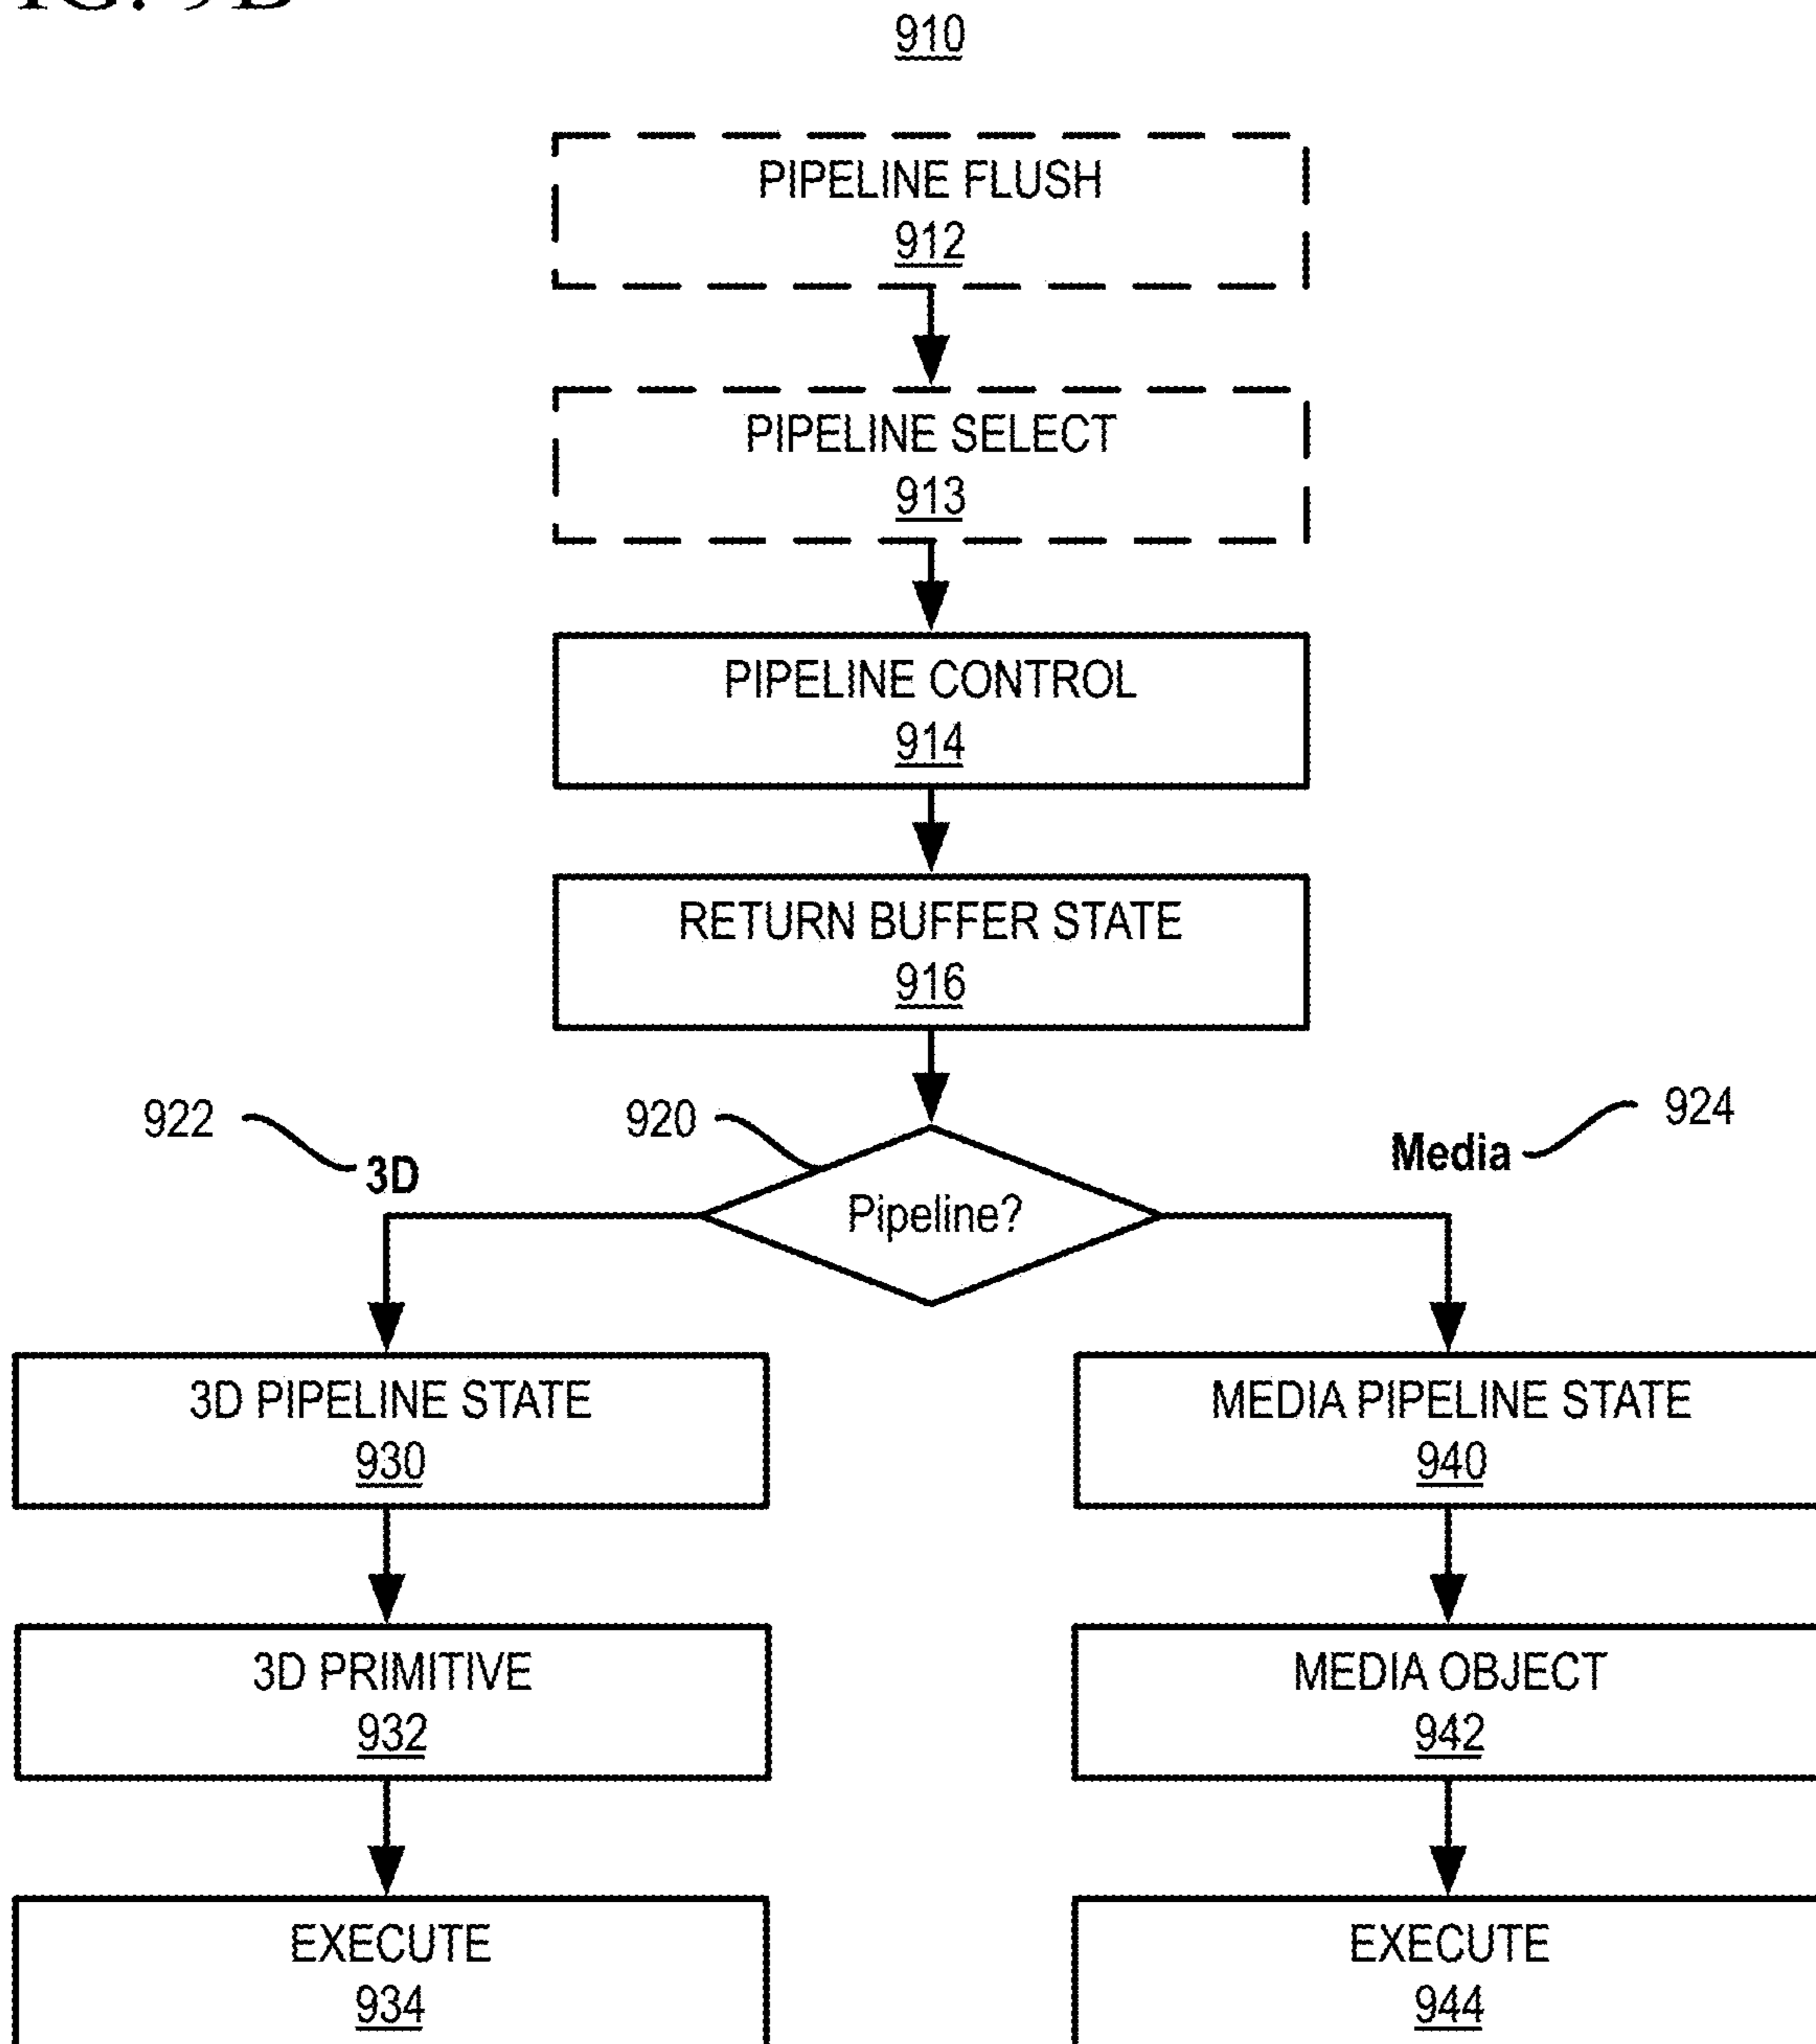 910
PIPELINE FLUSH
912
PIPELINE SELECT
913
PIPELINE CONTROL
914
RETURN BUFFER STATE
916
922
920
924
3D
Media
Pipeline?
3D PIPELINE STATE
930
MEDIA PIPELINE STATE
940
3D PRIMITIVE
932
MEDIA OBJECT
942
EXECUTE
934
EXECUTE
944